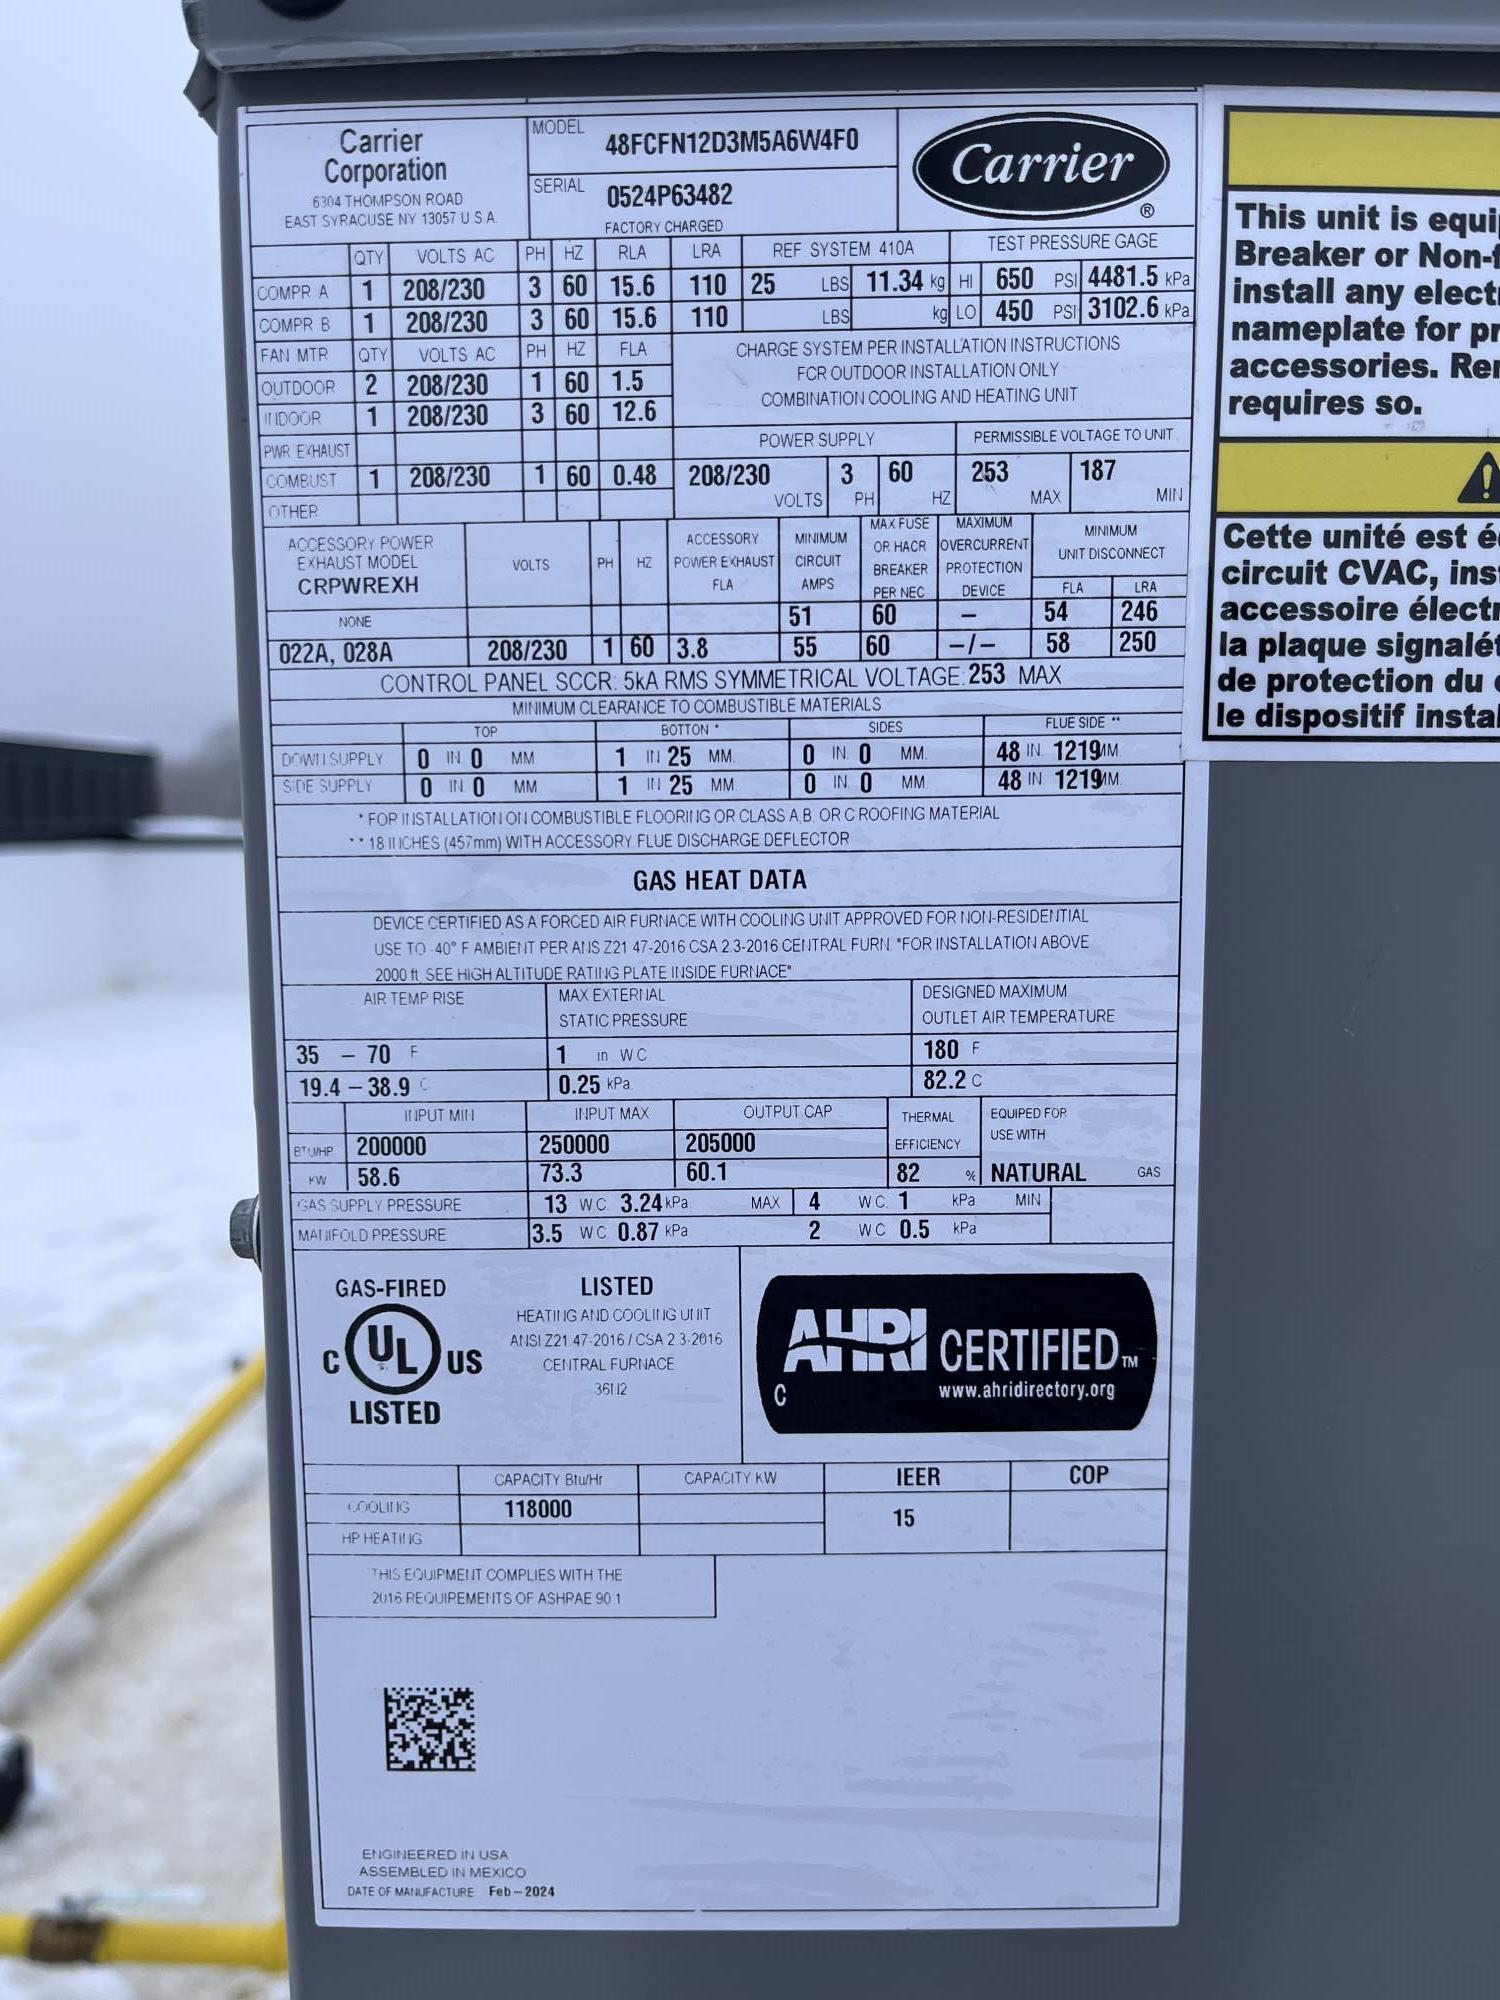 Carrier
Corporation
6304 THOMPSON ROAD
EAST SYRACUSE NY 13057 U S A
MODEL 48FCFN12D3M5A6W4F0
SERIAL 0524P63482
FACTORY CHARGED
Carrier ®
QTY VOLTS AC PH HZ RLA LRA REF SYSTEM 410A TEST PRESSURE GAGE
COMPR A 1 208/230 3 60 15.6 110 25 LBS 11.34 kg HI 650 PSI 4481.5 kPa
COMPR B 1 208/230 3 60 15.6 110 LBS kg LO 450 PSI 3102.6 kPa
FAN MTR QTY VOLTS AC PH HZ FLA
OUTDOOR 2 208/230 1 60 1.5
INDOOR 1 208/230 3 60 12.6
CHARGE SYSTEM PER INSTALLATION INSTRUCTIONS
FOR OUTDOOR INSTALLATION ONLY
COMBINATION COOLING AND HEATING UNIT
PWR EXHAUST
COMBUST 1 208/230 1 60 0.48
OTHER
POWER SUPPLY PERMISSIBLE VOLTAGE TO UNIT
208/230 VOLTS 3 PH 60 HZ 253 MAX 187 MIN
ACCESSORY POWER
EXHAUST MODEL
CRPWREXH
VOLTS PH HZ
ACCESSORY
POWER EXHAUST
FLA
MINIMUM
CIRCUIT
AMPS
MAX FUSE
OR HACR
BREAKER
PER NEC
MAXIMUM
OVERCURRENT
PROTECTION
DEVICE
MINIMUM
UNIT DISCONNECT
FLA LRA
NONE 51 60 – 54 246
022A, 028A 208/230 1 60 3.8 55 60 –/– 58 250
CONTROL PANEL SCCR: 5kA RMS SYMMETRICAL VOLTAGE: 253 MAX
MINIMUM CLEARANCE TO COMBUSTIBLE MATERIALS
TOP BOTTON * SIDES FLUE SIDE **
DOWN SUPPLY 0 IN 0 MM 1 IN 25 MM. 0 IN. 0 MM. 48 IN. 1219 MM.
SIDE SUPPLY 0 IN 0 MM 1 IN 25 MM. 0 IN. 0 MM. 48 IN. 1219 MM.
* FOR INSTALLATION ON COMBUSTIBLE FLOORING OR CLASS A,B, OR C ROOFING MATERIAL
** 18 INCHES (457mm) WITH ACCESSORY FLUE DISCHARGE DEFLECTOR
GAS HEAT DATA
DEVICE CERTIFIED AS A FORCED AIR FURNACE WITH COOLING UNIT APPROVED FOR NON-RESIDENTIAL
USE TO -40° F AMBIENT PER ANS Z21 47-2016 CSA 2.3-2016 CENTRAL FURN. "FOR INSTALLATION ABOVE
2000 ft, SEE HIGH ALTITUDE RATING PLATE INSIDE FURNACE"
AIR TEMP RISE
MAX EXTERNAL
STATIC PRESSURE
DESIGNED MAXIMUM
OUTLET AIR TEMPERATURE
35 – 70 F 1 in W C 180 F
19.4 – 38.9 C 0.25 kPa. 82.2 C
INPUT MIN INPUT MAX OUTPUT CAP
THERMAL
EFFICIENCY
EQUIPED FOR
USE WITH
BTU/HP 200000 250000 205000
KW 58.6 73.3 60.1 82 % NATURAL GAS
GAS SUPPLY PRESSURE 13 W.C. 3.24 kPa. MAX 4 W C. 1 kPa MIN
MANIFOLD PRESSURE 3.5 W C 0.87 kPa 2 W C 0.5 kPa
GAS-FIRED
C UL US
LISTED
LISTED
HEATING AND COOLING UNIT
ANSI Z21 47-2016 / CSA 2 3-2016
CENTRAL FURNACE
36N2
AHRI CERTIFIED™
C
www.ahridirectory.org
CAPACITY Btu/Hr CAPACITY KW IEER COP
COOLING 118000 15
HP HEATING
THIS EQUIPMENT COMPLIES WITH THE
2016 REQUIREMENTS OF ASHPAE 90 1
ENGINEERED IN USA
ASSEMBLED IN MEXICO
DATE OF MANUFACTURE Feb – 2024
This unit is equi
Breaker or Non-f
install any elect
nameplate for pr
accessories. Re
requires so.
Cette unité est é
circuit CVAC, ins
accessoire élect
la plaque signalét
de protection du
le dispositif instal